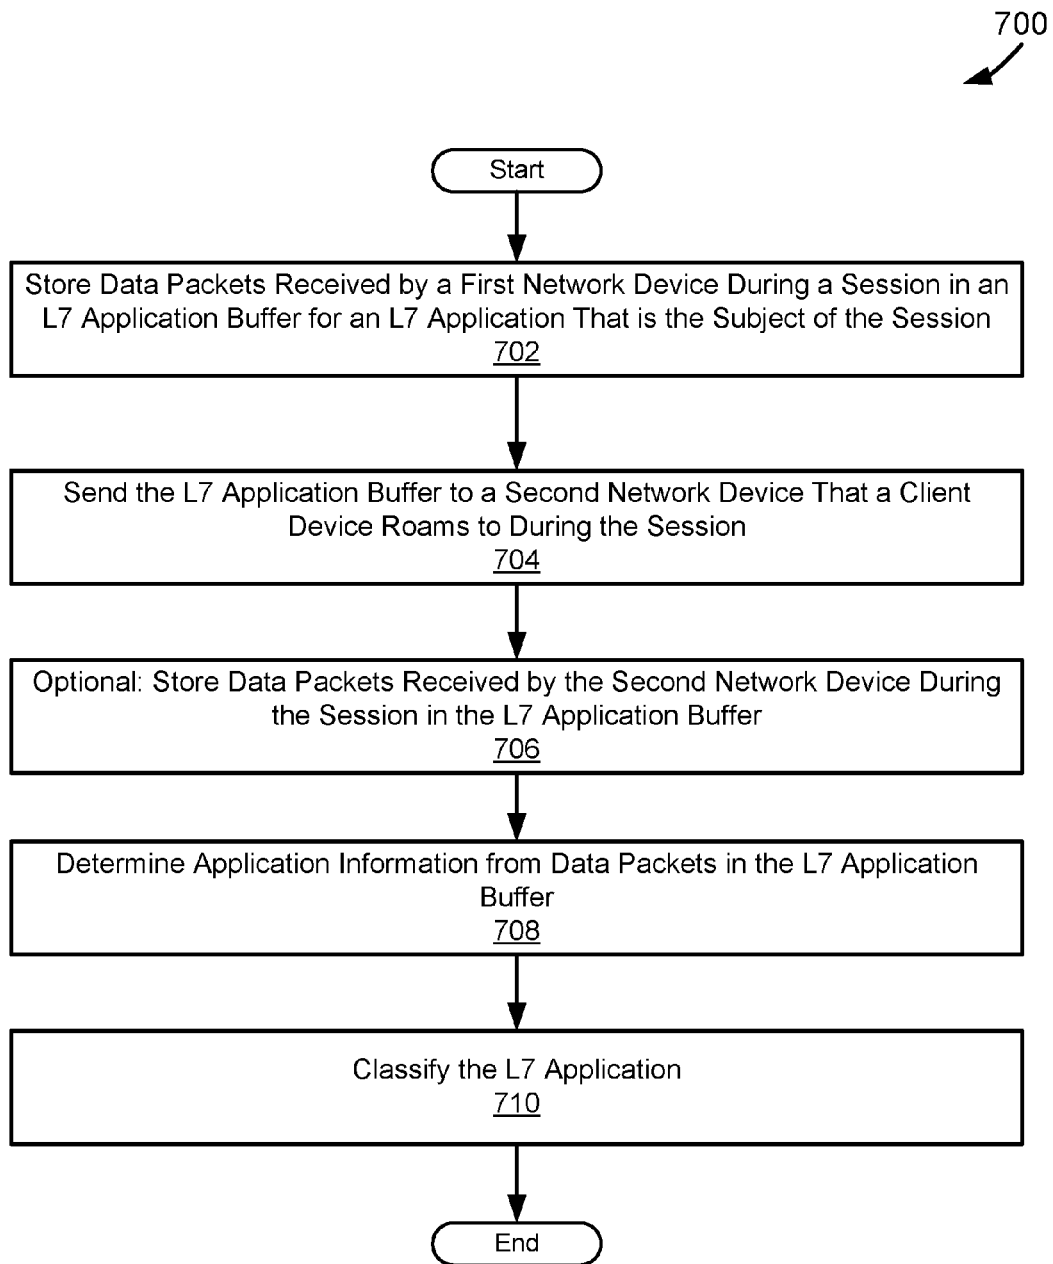 700
Start
Store Data Packets Received by a First Network Device During a Session in an
L7 Application Buffer for an L7 Application That is the Subject of the Session
702
Send the L7 Application Buffer to a Second Network Device That a Client
Device Roams to During the Session
704
Optional: Store Data Packets Received by the Second Network Device During
the Session in the L7 Application Buffer
706
Determine Application Information from Data Packets in the L7 Application
Buffer
708
Classify the L7 Application
710
End